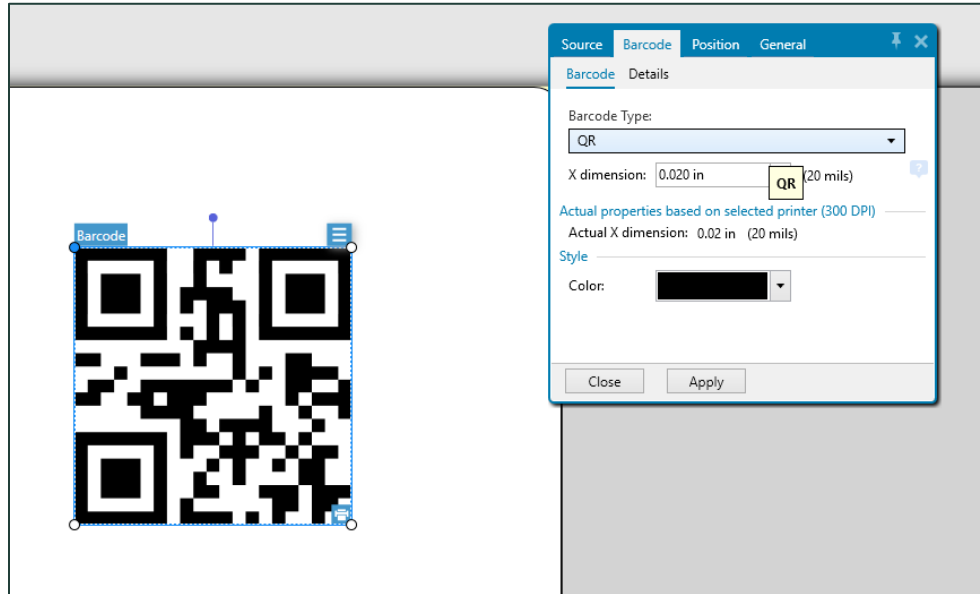 Source Barcode Position General
Barcode Details
Barcode Type:
QR
X dimension: 0.020 in (20 mils)
QR
?
Actual properties based on selected printer (300 DPI)
Actual X dimension: 0.02 in (20 mils)
Style
Color:
Close Apply
Barcode